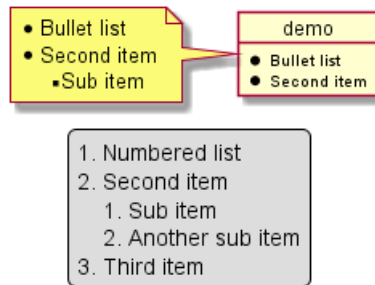 • Bullet list
• Second item
▪Sub item
demo
• Bullet list
• Second item
1. Numbered list
2. Second item
1. Sub item
2. Another sub item
3. Third item